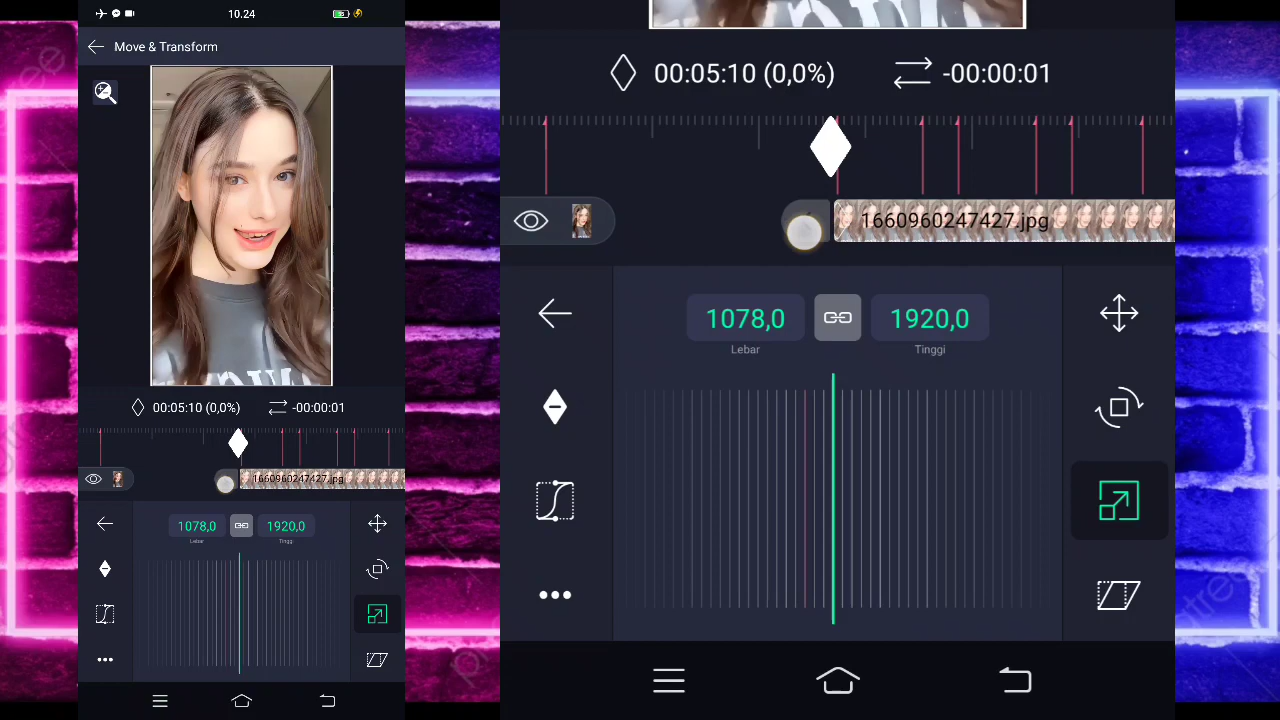 10.24
Move & Transform
00:05:10 (0,0%)
-00:00:01
1660960247427.jpg
1078,0
1920,0
Lebar
Tinggi
00:05:10 (0,0%)
-00:00:01
1660960247427.jpg
1078,0
1920,0
Lebar
Tinggi